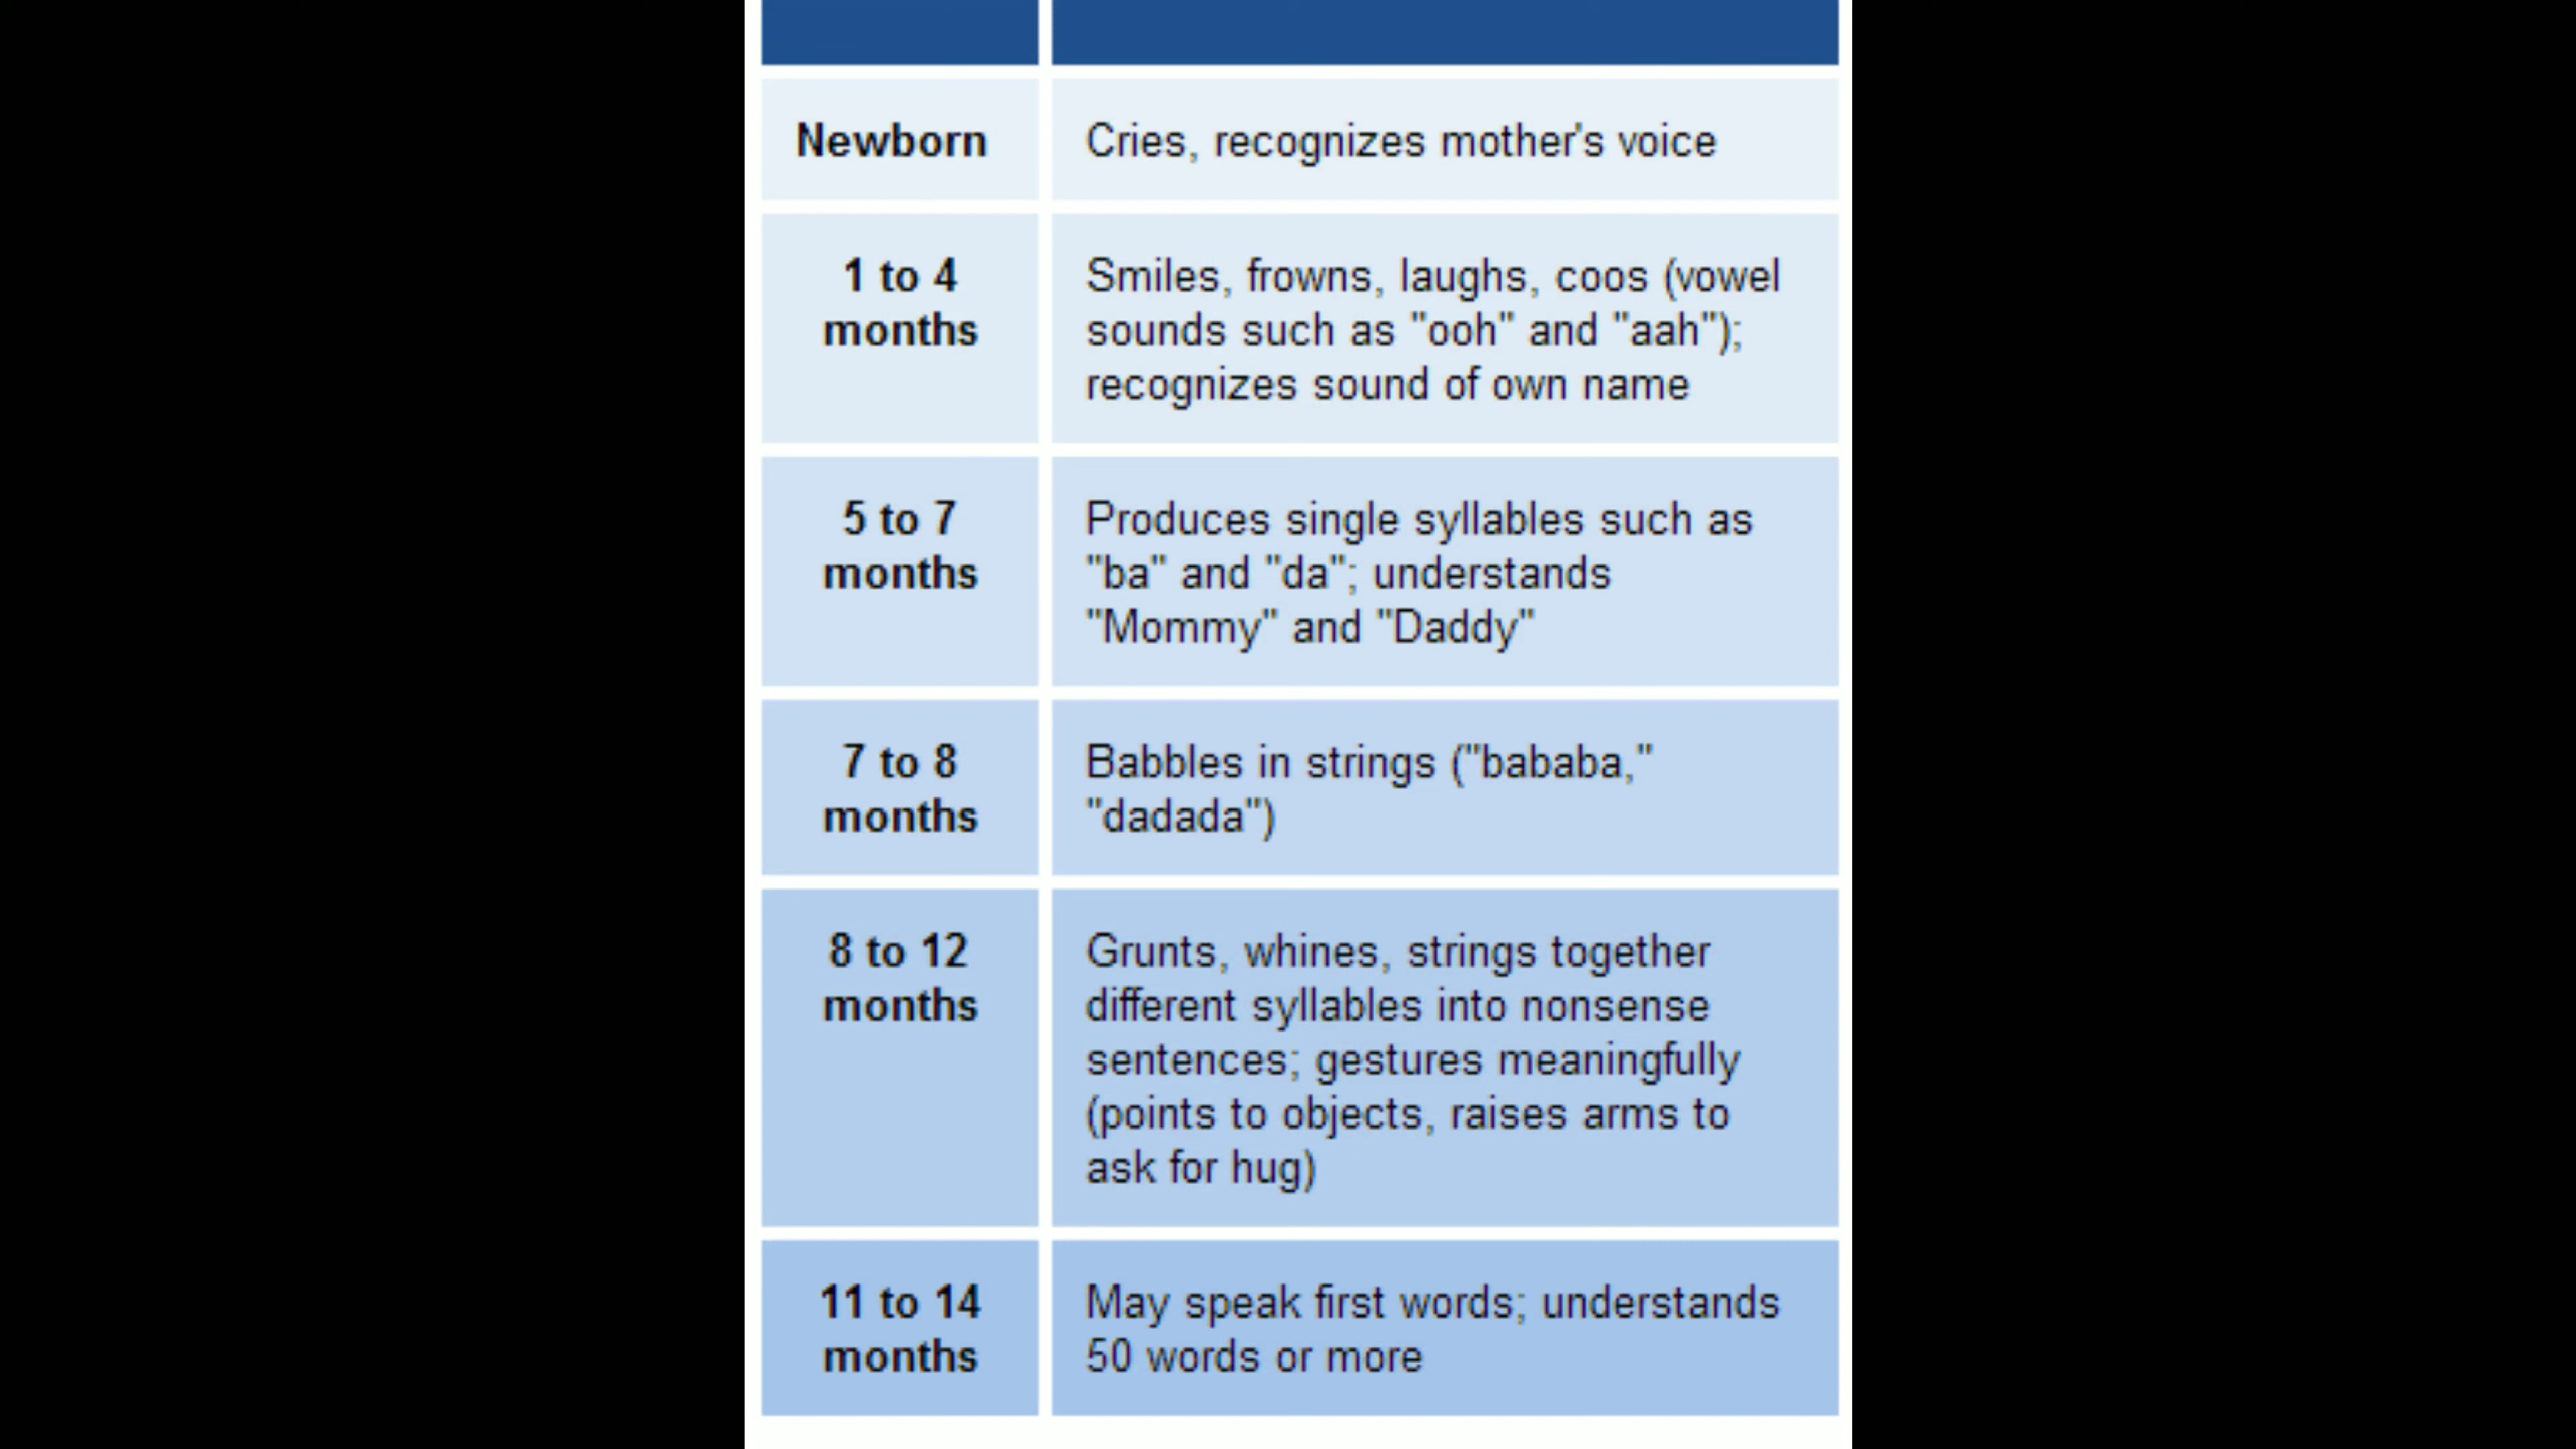 Newborn
Cries, recognizes mother's voice
1 to 4
months
Smiles, frowns, laughs, coos (vowel
sounds such as "ooh" and "aah");
recognizes sound of own name
5 to 7
months
Produces single syllables such as
"ba" and "da"; understands
"Mommy" and "Daddy"
7 to 8
months
Babbles in strings ("bababa,"
"dadada")
8 to 12
months
Grunts, whines, strings together
different syllables into nonsense
sentences; gestures meaningfully
(points to objects, raises arms to
ask for hug)
11 to 14
months
May speak first words; understands
50 words or more